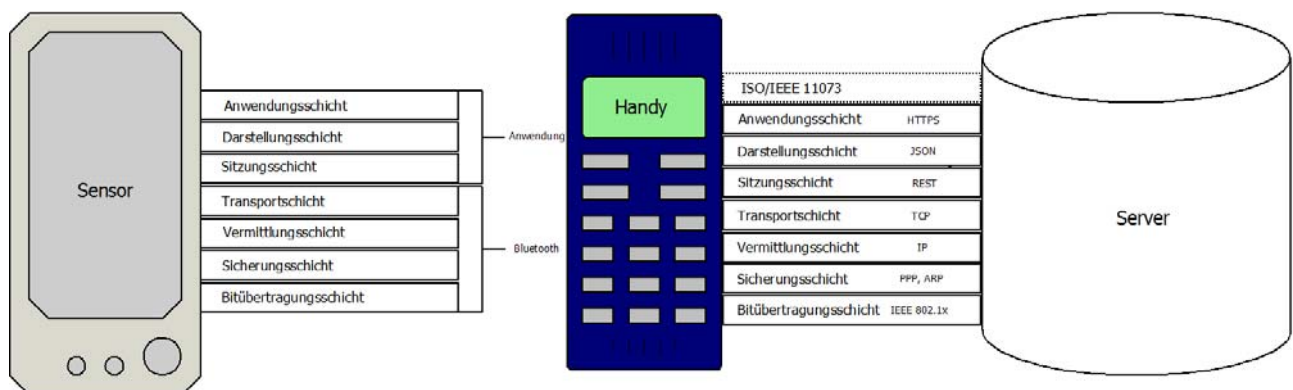 Sensor
Anwendungsschicht
Darstellungsschicht
Sitzungsschicht
Transportschicht
Vermittlungsschicht
Sicherungsschicht
Bitübertragungsschicht
Anwendung
Bluetooth
Handy
ISO/IEEE 11073
Anwendungsschicht HTTPS
Darstellungsschicht JSON
Sitzungsschicht REST
Transportschicht TCP
Vermittlungsschicht IP
Sicherungsschicht PPP, ARP
Bitübertragungsschicht IEEE 802.1x
Server